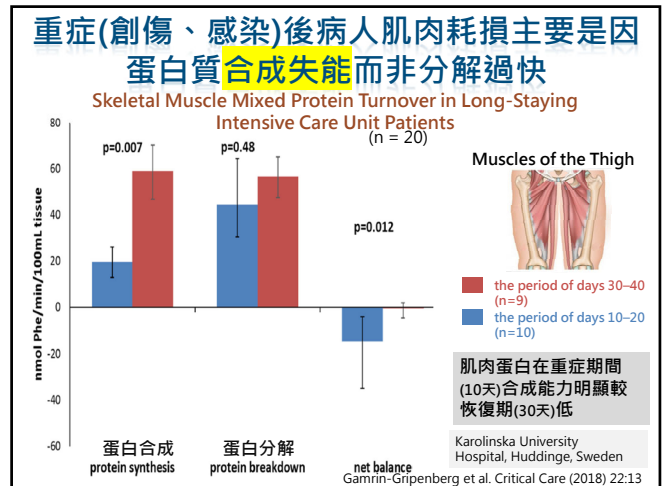 重症(創傷、感染)後病人肌肉耗損主要是因
蛋白質合成失能而非分解過快
Skeletal Muscle Mixed Protein Turnover in Long-Staying
Intensive Care Unit Patients
(n = 20)
80
60
40
20
0
-20
-40
-60
nmol Phe/min/100mL tissue
p=0.007
p=0.48
p=0.012
蛋白合成
protein synthesis
蛋白分解
protein breakdown
net balance
Muscles of the Thigh
the period of days 30–40
(n=9)
the period of days 10–20
(n=10)
肌肉蛋白在重症期間
(10天)合成能力明顯較
恢復期(30天)低
Karolinska University
Hospital, Huddinge, Sweden
Gamrin-Gripenberg et al. Critical Care (2018) 22:13